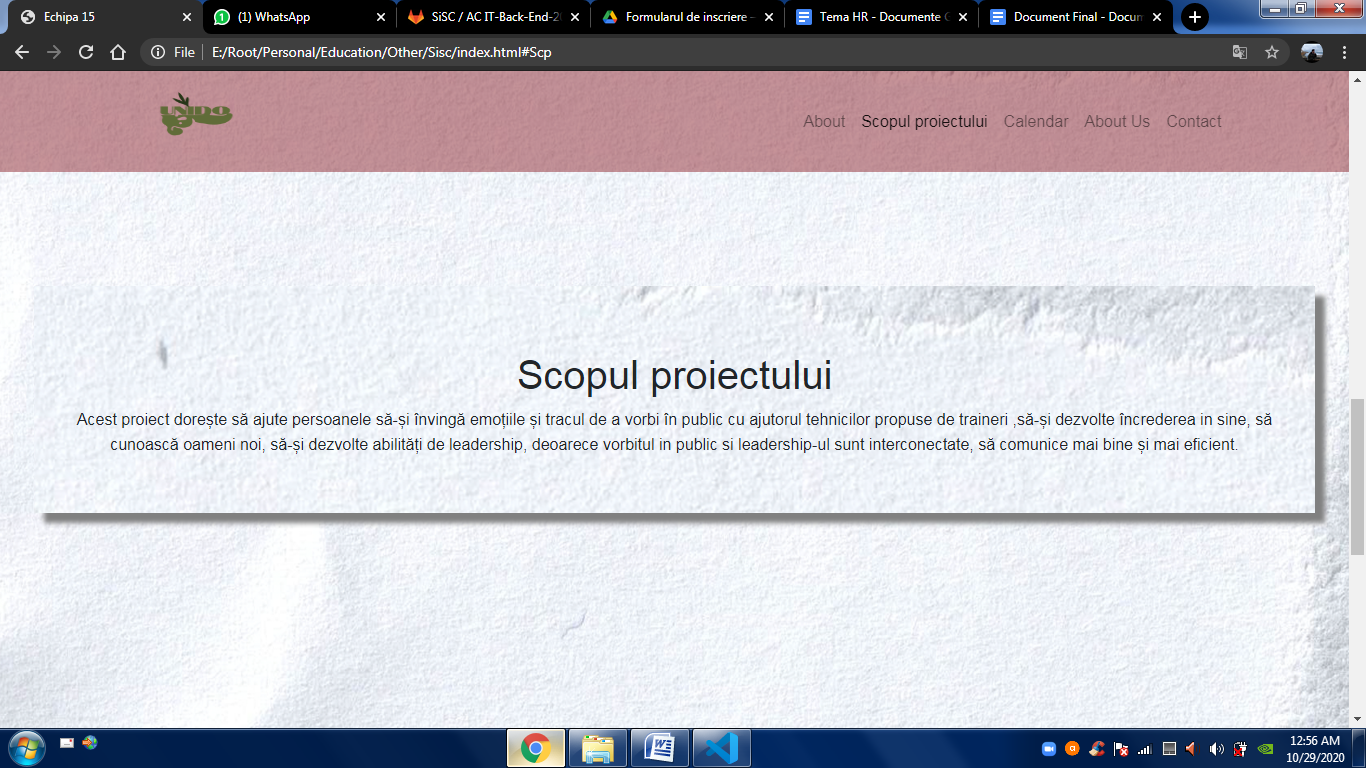 Echipa 15
(1) WhatsApp
SiSC / AC IT-Back-End-2
Formularul de inscriere -
Tema HR - Documente
Document Final - Docum
File
E:/Root/Personal/Education/Other/Sisc/index.html#Scp
UNIDO
About
Scopul proiectului
Calendar
About Us
Contact
Scopul proiectului
Acest proiect dorește să ajute persoanele să-și învingă emoțiile și tracul de a vorbi în public cu ajutorul tehnicilor propuse de traineri ,să-și dezvolte încrederea in sine, să
cunoască oameni noi, să-și dezvolte abilități de leadership, deoarece vorbitul in public si leadership-ul sunt interconectate, să comunice mai bine și mai eficient.
12:56 AM
10/29/2020